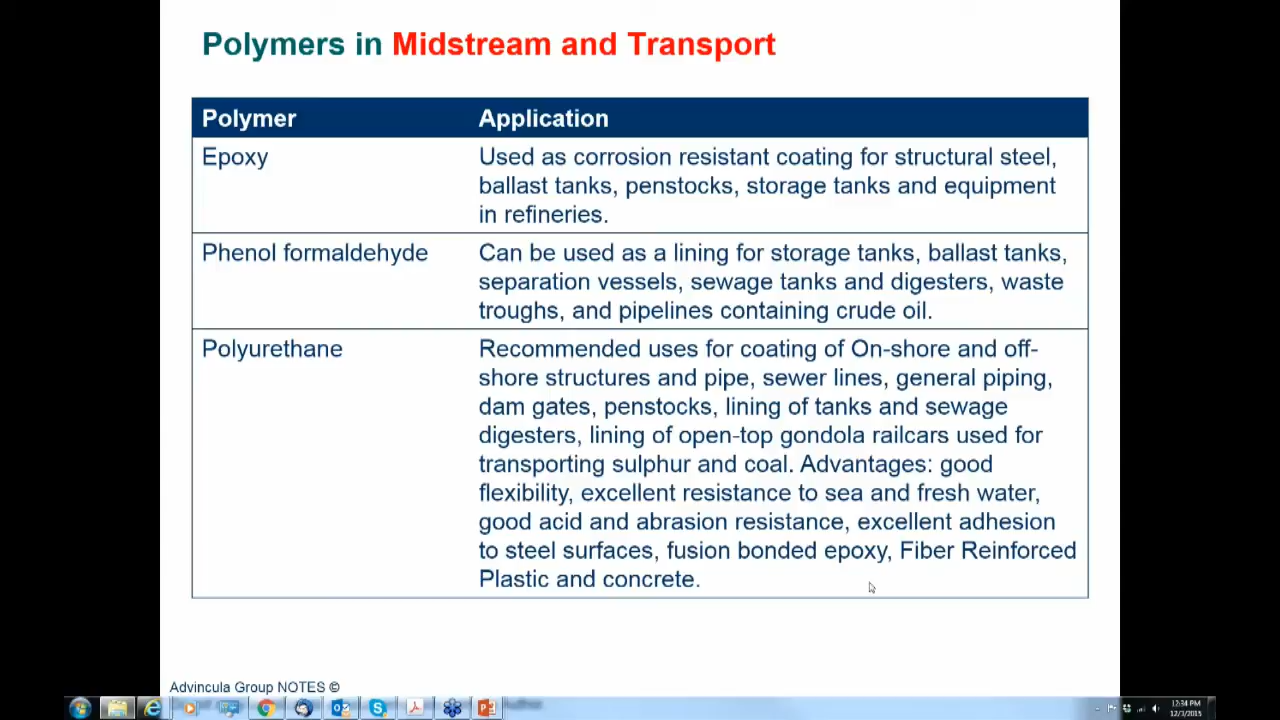 Polymers in Midstream and Transport
Polymer Application
Epoxy Used as corrosion resistant coating for structural steel,
ballast tanks, penstocks, storage tanks and equipment
in refineries.
Phenol formaldehyde Can be used as a lining for storage tanks, ballast tanks,
separation vessels, sewage tanks and digesters, waste
troughs, and pipelines containing crude oil.
Polyurethane Recommended uses for coating of On-shore and off-
shore structures and pipe, sewer lines, general piping,
dam gates, penstocks, lining of tanks and sewage
digesters, lining of open-top gondola railcars used for
transporting sulphur and coal. Advantages: good
flexibility, excellent resistance to sea and fresh water,
good acid and abrasion resistance, excellent adhesion
to steel surfaces, fusion bonded epoxy, Fiber Reinforced
Plastic and concrete.
Advincula Group NOTES ©
12:34 PM
12/1/2015